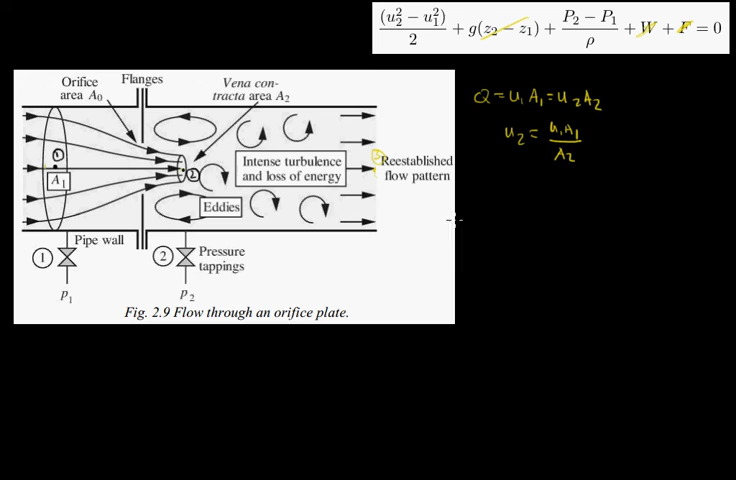 (u₂² − u₁²)/2 + g(z₂ − z₁) + (P₂ − P₁)/ρ + W + F = 0
Orifice
area A₀
Flanges
Vena con-
tracta area A₂
Q = u₁A₁ = u₂A₂
u₂ = u₁A₁/A₂
1
A₁
2
Intense turbulence
and loss of energy
Reestablished
flow pattern
Eddies
Pipe wall
1
2
Pressure
tappings
P₁
P₂
Fig. 2.9 Flow through an orifice plate.